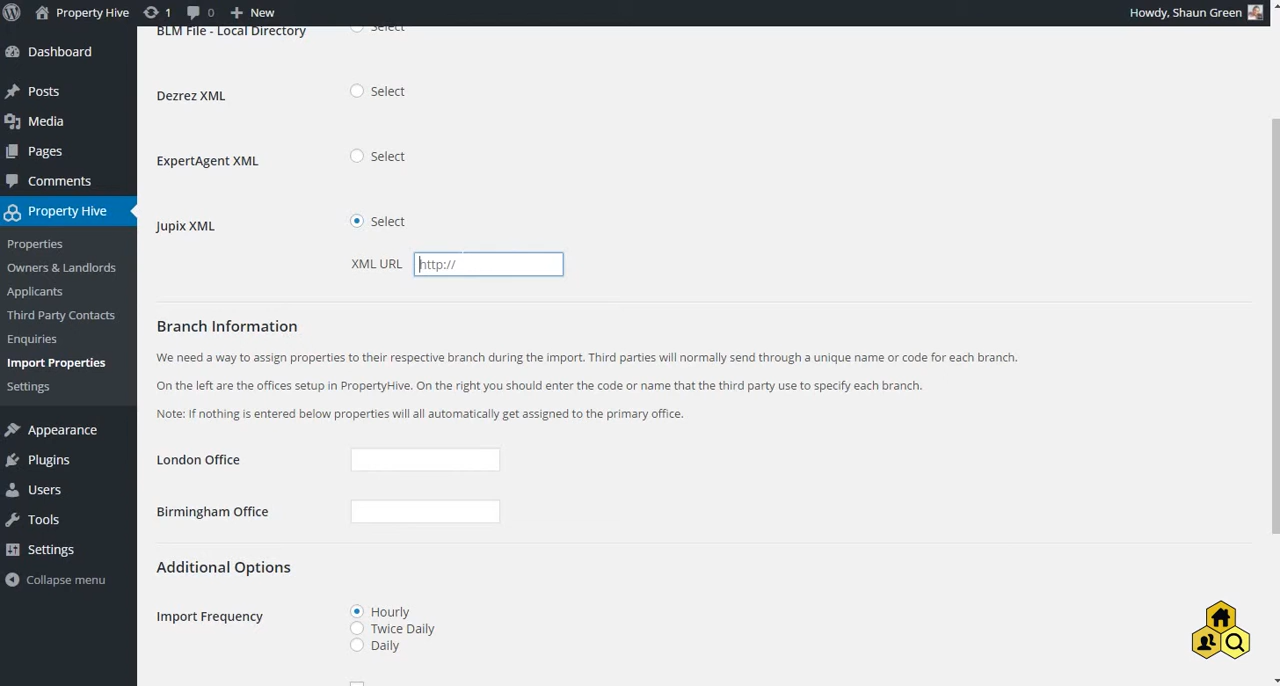 Property Hive 1 0 New Howdy, Shaun Green
BLM File - Local Directory Select
Dashboard
Posts
Media
Pages
Comments
Property Hive
Properties
Owners & Landlords
Applicants
Third Party Contacts
Enquiries
Import Properties
Settings
Appearance
Plugins
Users
Tools
Settings
Collapse menu
Dezrez XML Select
ExpertAgent XML Select
Jupix XML Select
XML URL http://
Branch Information
We need a way to assign properties to their respective branch during the import. Third parties will normally send through a unique name or code for each branch.
On the left are the offices setup in PropertyHive. On the right you should enter the code or name that the third party use to specify each branch.
Note: If nothing is entered below properties will all automatically get assigned to the primary office.
London Office
Birmingham Office
Additional Options
Import Frequency Hourly
Twice Daily
Daily